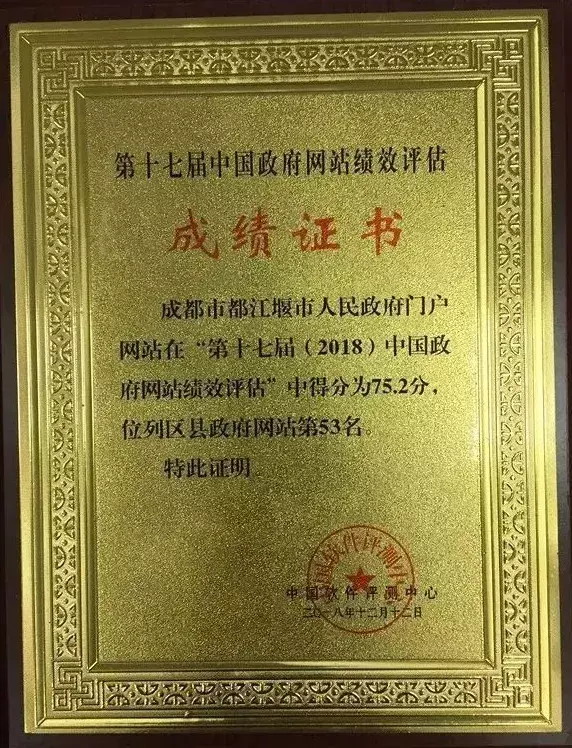 第十七届中国政府网站绩效评估
成绩证书
成都市都江堰市人民政府门户
网站在“第十七届（2018）中国政
府网站绩效评估”中得分为75.2分，
位列区县政府网站第53名。
特此证明
中国软件评测中心
二〇一八年十二月十二日